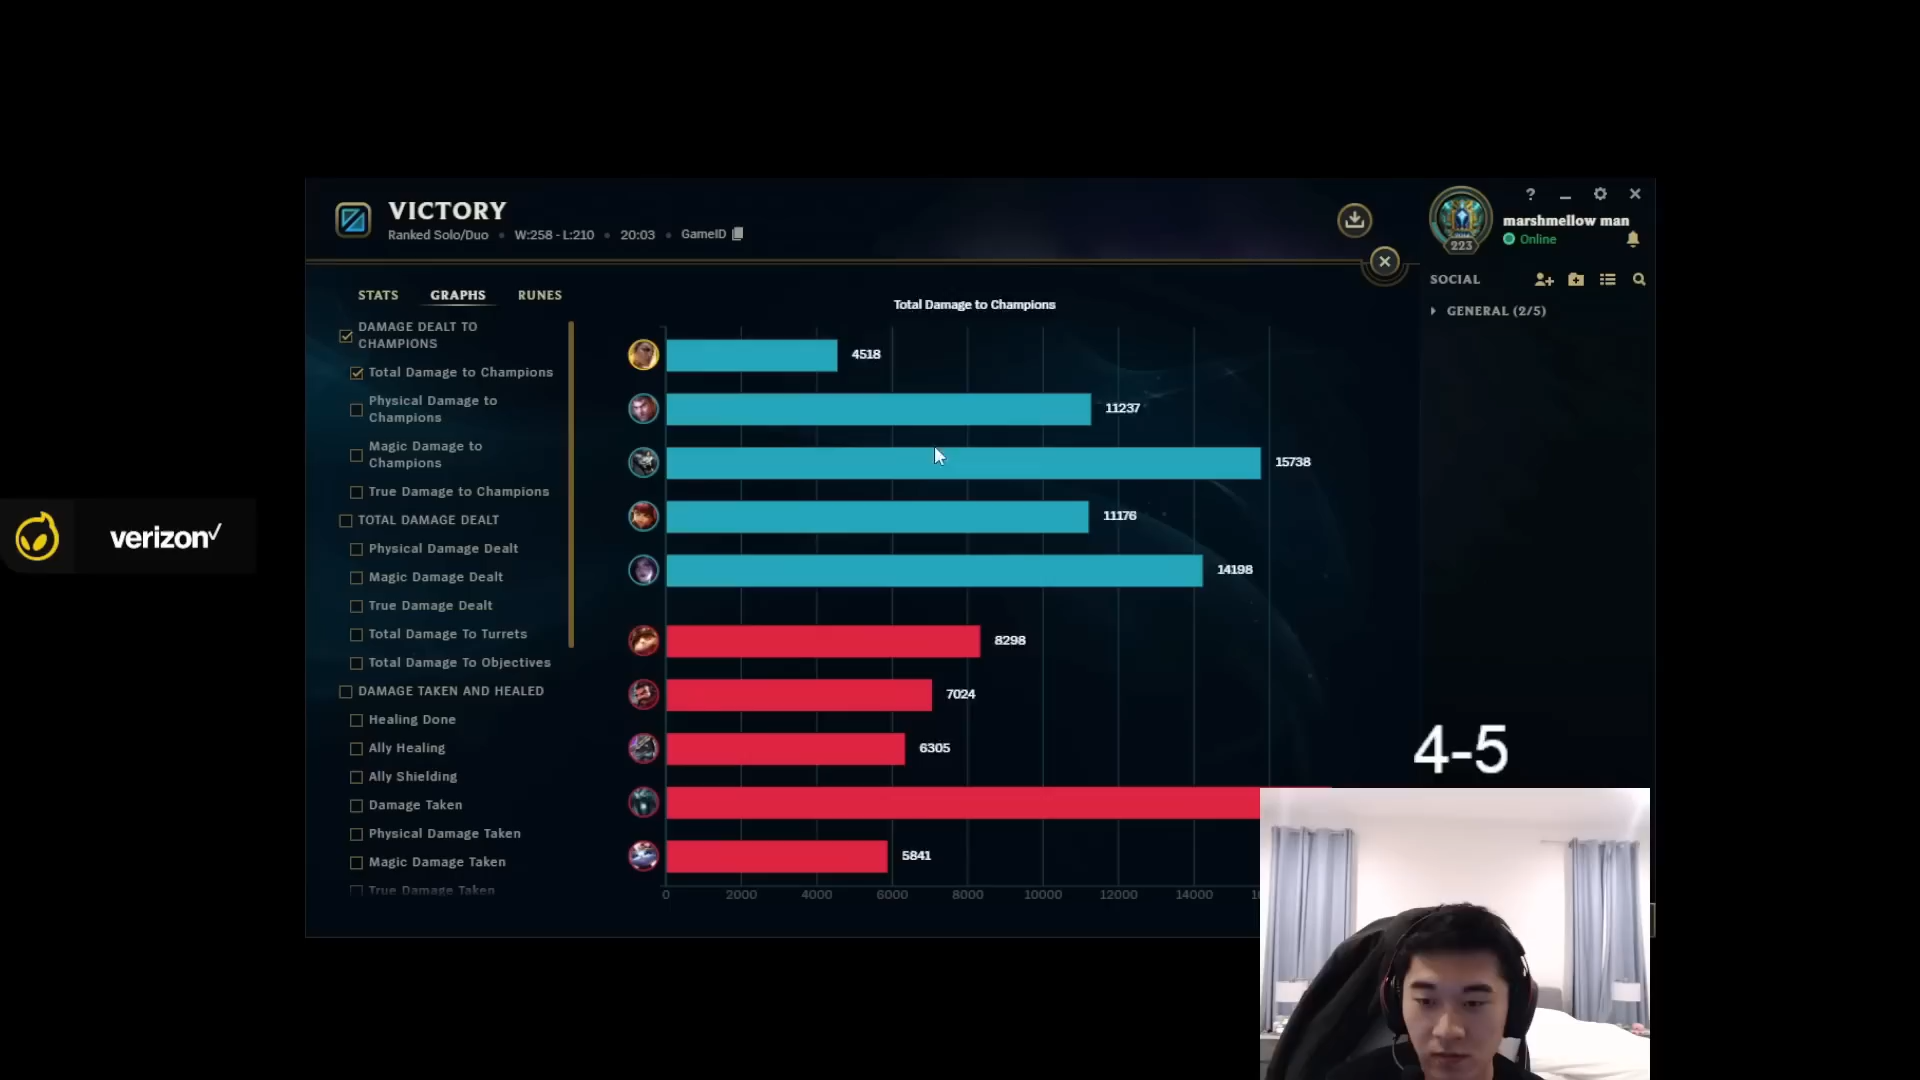 VICTORY
Ranked Solo/Duo • W:258 - L:210 • 20:03 • GameID
marshmellow man
Online
223
SOCIAL
GENERAL (2/5)
STATS GRAPHS RUNES
DAMAGE DEALT TO
CHAMPIONS
Total Damage to Champions
Physical Damage to
Champions
Magic Damage to
Champions
True Damage to Champions
TOTAL DAMAGE DEALT
Physical Damage Dealt
Magic Damage Dealt
True Damage Dealt
Total Damage To Turrets
Total Damage To Objectives
DAMAGE TAKEN AND HEALED
Healing Done
Ally Healing
Ally Shielding
Damage Taken
Physical Damage Taken
Magic Damage Taken
True Damage Taken
Total Damage to Champions
4518
11237
15738
11176
14198
8298
7024
6305
5841
0 2000 4000 6000 8000 10000 12000 14000
verizon✓
4-5